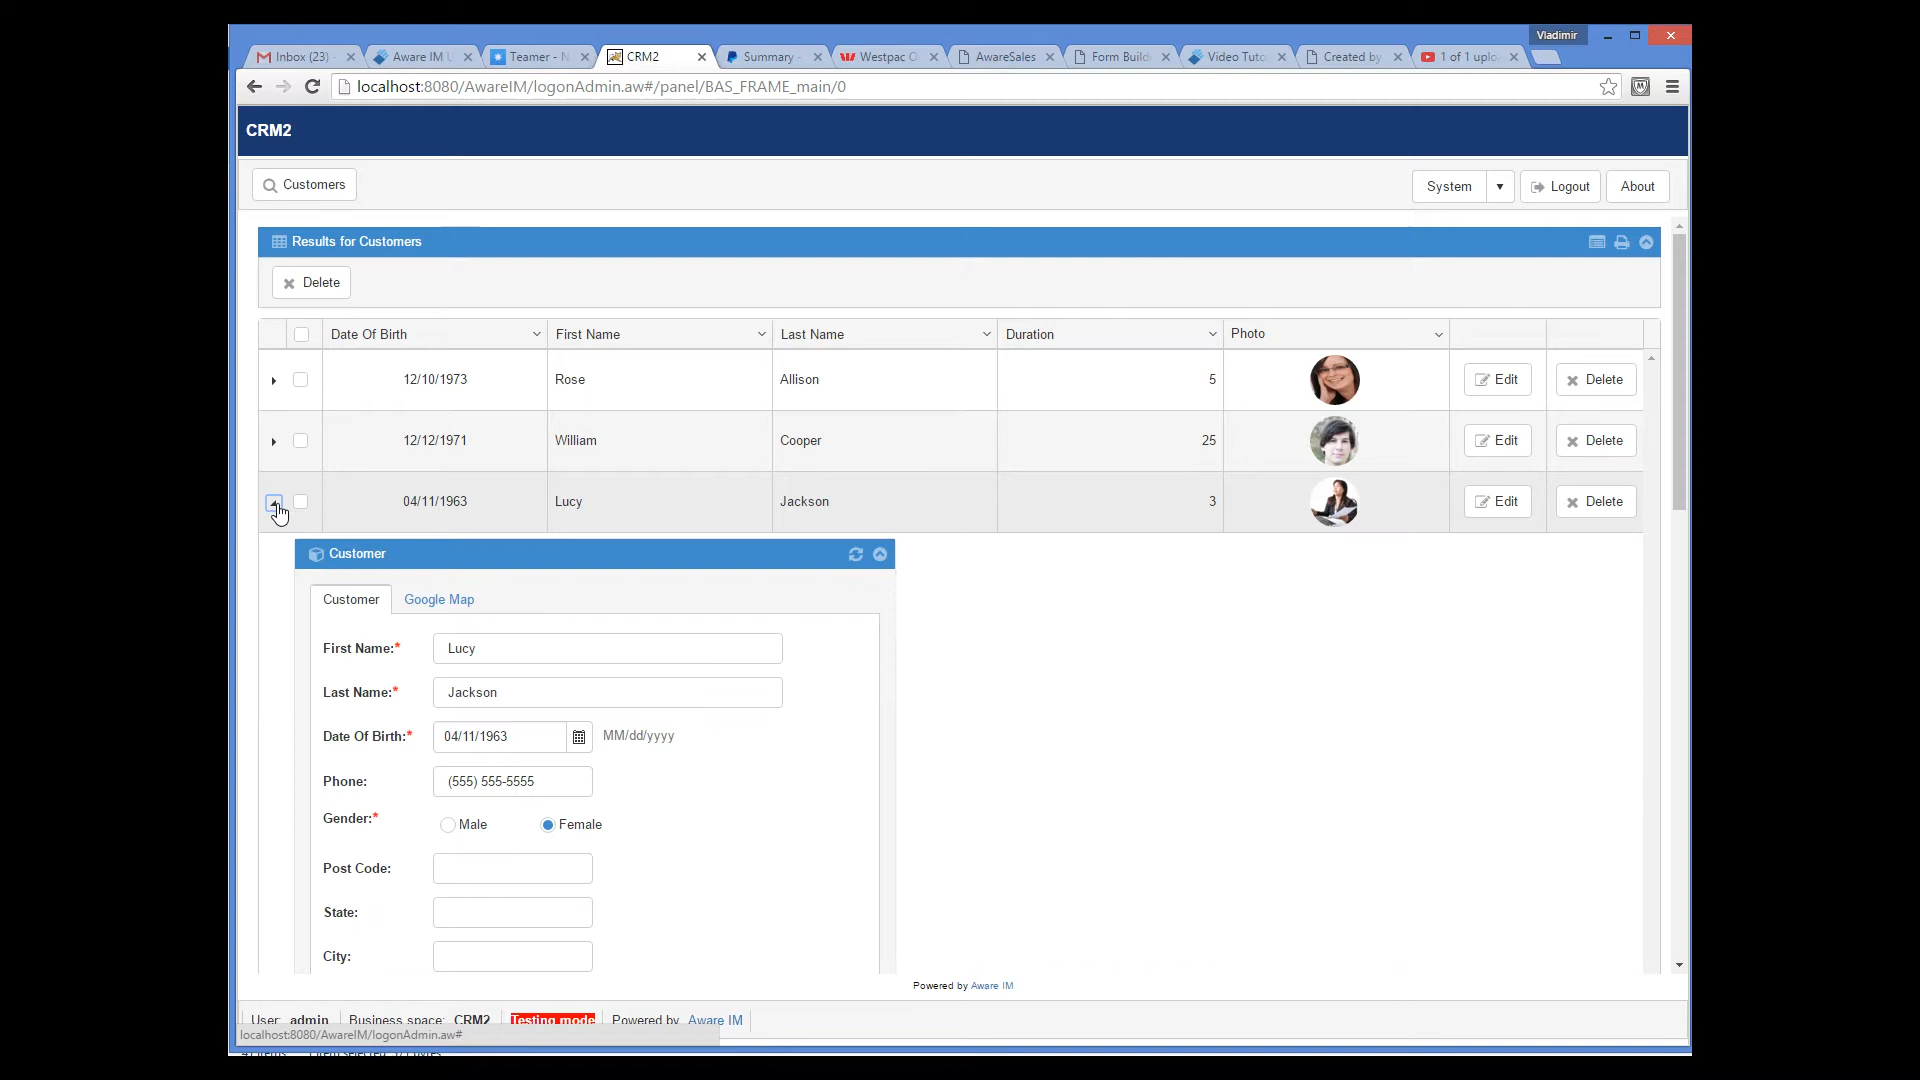 Vladimir
Inbox (23) -
Aware IM U
Teamer - N
CRM2
Summary -
Westpac O
AwareSales
Form Build
Video Tuto
Created by
1 of 1 uplo
localhost:8080/AwareIM/logonAdmin.aw#/panel/BAS_FRAME_main/0
CRM2
Customers
System
Logout
About
Results for Customers
Delete
Date Of Birth First Name Last Name Duration Photo
12/10/1973 Rose Allison 5 Edit Delete
12/12/1971 William Cooper 25 Edit Delete
04/11/1963 Lucy Jackson 3 Edit Delete
Customer
Customer Google Map
First Name:* Lucy
Last Name:* Jackson
Date Of Birth:* 04/11/1963 MM/dd/yyyy
Phone: (555) 555-5555
Gender:* Male Female
Post Code:
State:
City:
Powered by Aware IM
User: admin Business space: CRM2 Testing mode Powered by Aware IM
localhost:8080/AwareIM/logonAdmin.aw#